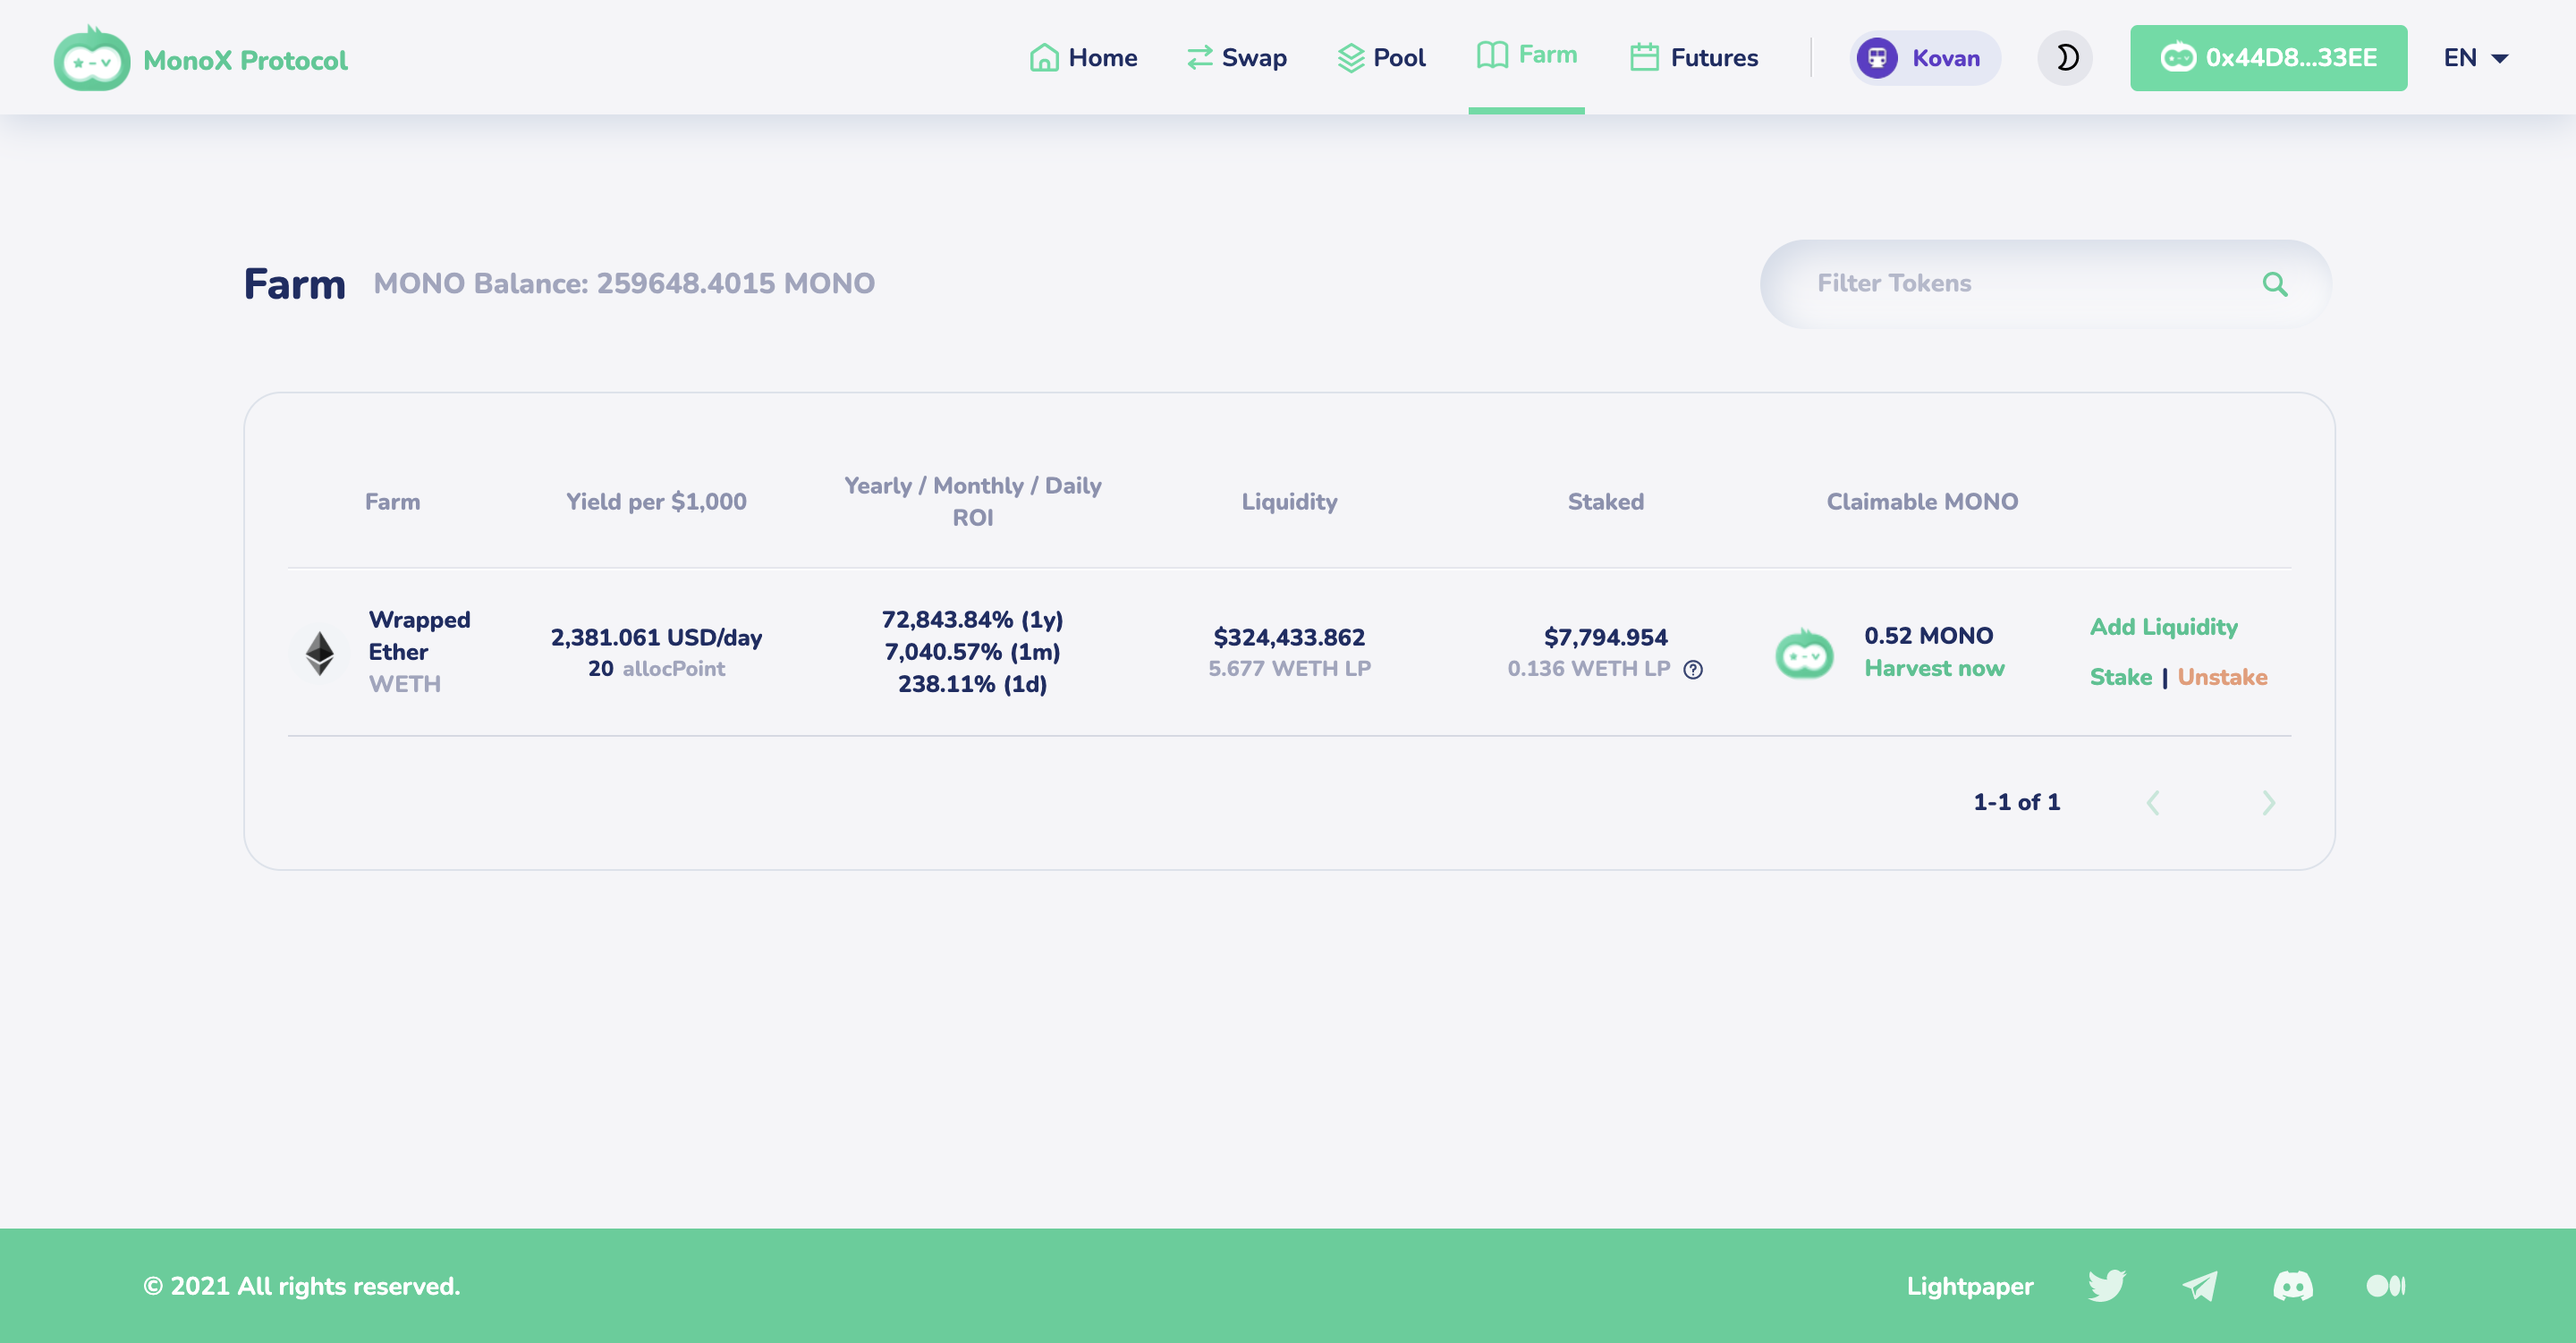 MonoX Protocol
Home
Swap
Pool
Farm
Futures
Kovan
0x44D8...33EE
EN
Farm
MONO Balance: 259648.4015 MONO
Filter Tokens
Farm
Yield per $1,000
Yearly / Monthly / Daily
ROI
Liquidity
Staked
Claimable MONO
Wrapped
Ether
WETH
2,381.061 USD/day
20 allocPoint
72,843.84% (1y)
7,040.57% (1m)
238.11% (1d)
$324,433.862
5.677 WETH LP
$7,794.954
0.136 WETH LP
0.52 MONO
Harvest now
Add Liquidity
Stake | Unstake
1-1 of 1
© 2021 All rights reserved.
Lightpaper